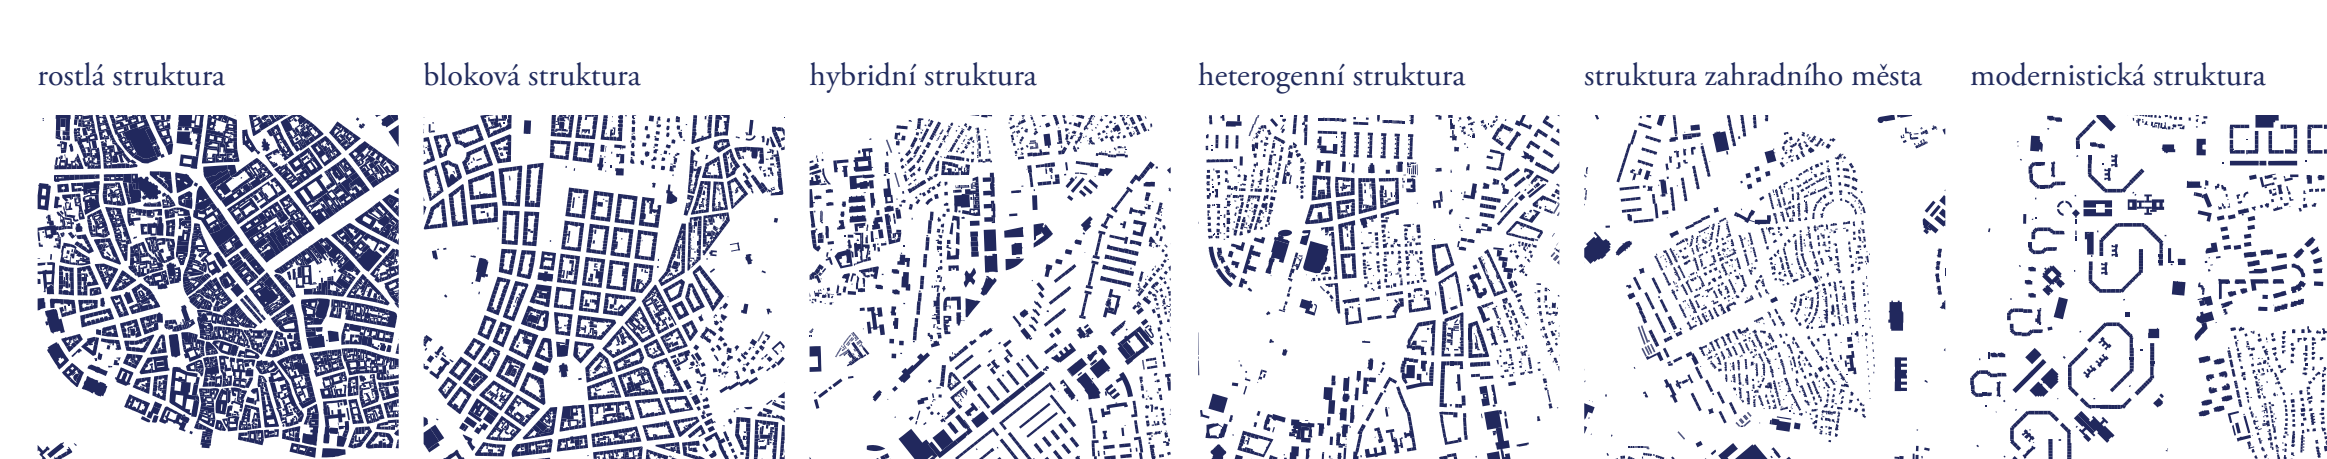 rostlá struktura
bloková struktura
hybridní struktura
heterogenní struktura
struktura zahradního města
modernistická struktura